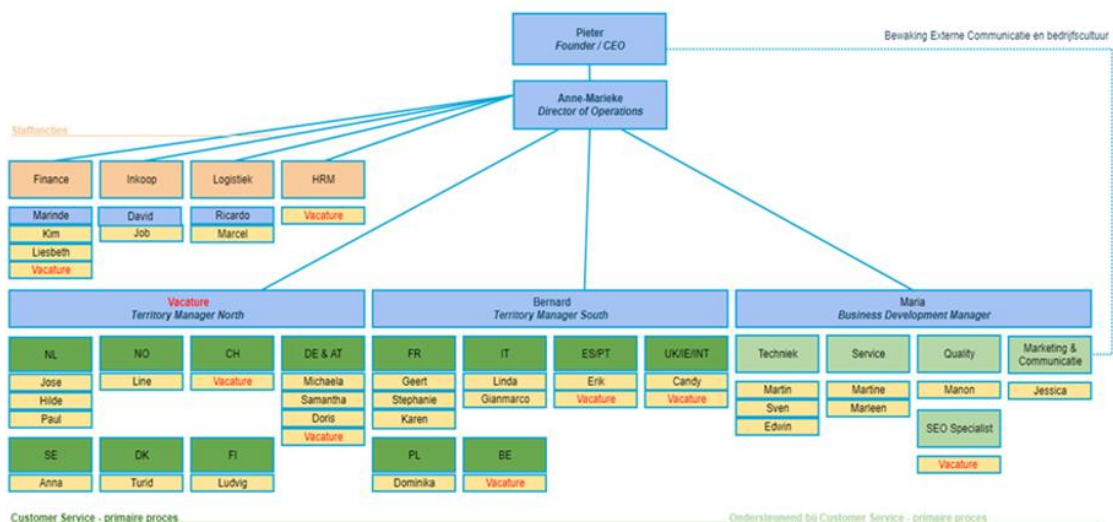 Pieter
Founder / CEO
Bewaking Externe Communicatie en bedrijfscultuur
Anne-Marieke
Director of Operations
Staffuncties
Finance
Inkoop
Logistiek
HRM
Marinde
David
Ricardo
Vacature
Kim
Job
Marcel
Liesbeth
Vacature
Vacature
Territory Manager North
Bernard
Territory Manager South
Maria
Business Development Manager
NL
NO
CH
DE & AT
FR
IT
ES/PT
UK/IE/INT
Techniek
Service
Quality
Marketing &
Communicatie
Jose
Line
Vacature
Michaela
Geert
Linda
Erik
Candy
Martin
Martine
Manon
Jessica
Hilde
Samantha
Stephanie
Gianmarco
Vacature
Vacature
Sven
Marleen
Paul
Doris
Karen
Edwin
SEO Specialist
Vacature
SE
DK
FI
PL
BE
Vacature
Anna
Turid
Ludvig
Dominika
Vacature
Customer Service - primaire proces
Ondersteunend bij Customer Service - primaire proces